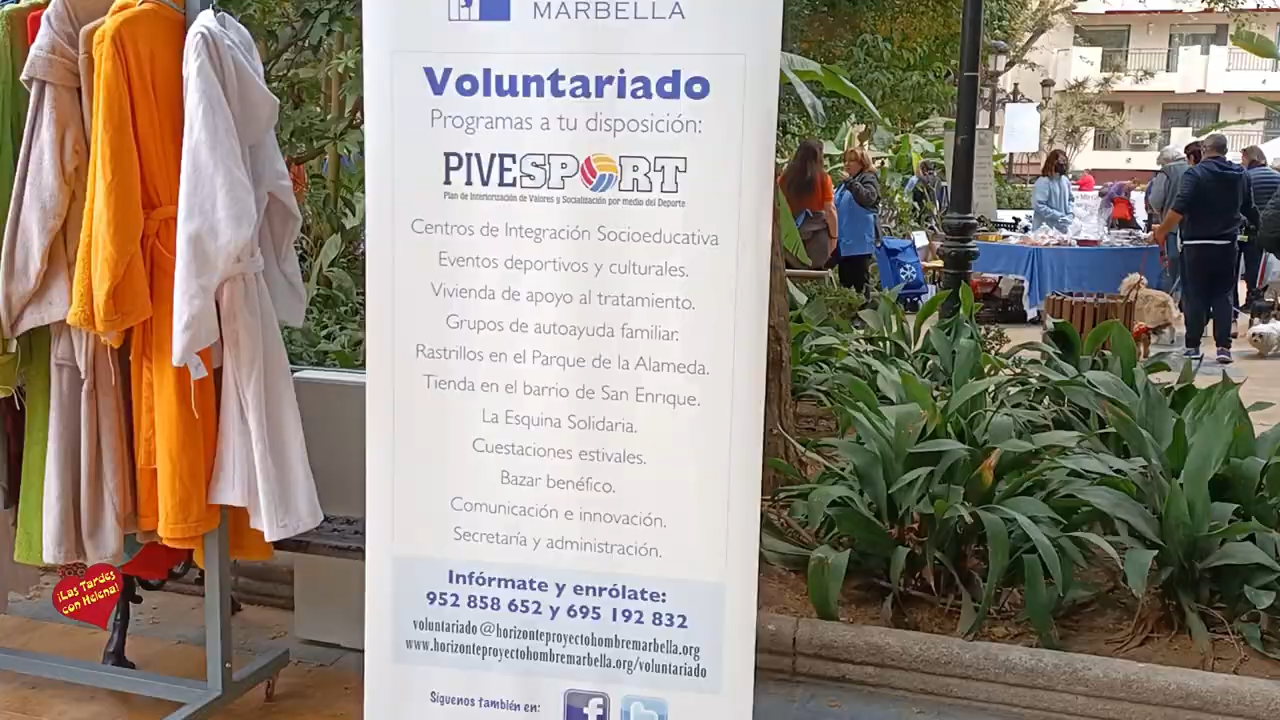 MARBELLA
Voluntariado
Programas a tu disposición:
PIVESPORT
Plan de Interiorización de Valores y Socialización por medio del Deporte
Centros de Integración Socioeducativa
Eventos deportivos y culturales.
Vivienda de apoyo al tratamiento.
Grupos de autoayuda familiar.
Rastrillos en el Parque de la Alameda.
Tienda en el barrio de San Enrique.
La Esquina Solidaria.
Cuestaciones estivales.
Bazar benéfico.
Comunicación e innovación.
Secretaría y administración.
Infórmate y enrólate:
952 858 652 y 695 192 832
voluntariado@horizonteproyectohombremarbella.org
www.horizonteproyectohombremarbella.org/voluntariado
Síguenos también en:
¡Las Tardes
con Helena!